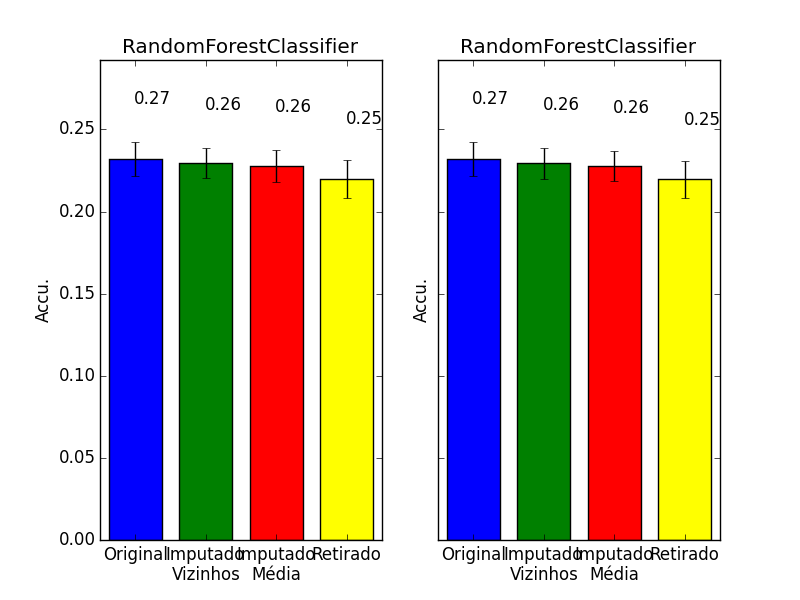 RandomForestClassifier
0.27
0.26
0.26
0.25
0.25
0.20
0.15
0.10
0.05
0.00
Accu.
Original
Imputado
Vizinhos
Imputado
Média
Retirado
RandomForestClassifier
0.27
0.26
0.26
0.25
Accu.
Original
Imputado
Vizinhos
Imputado
Média
Retirado